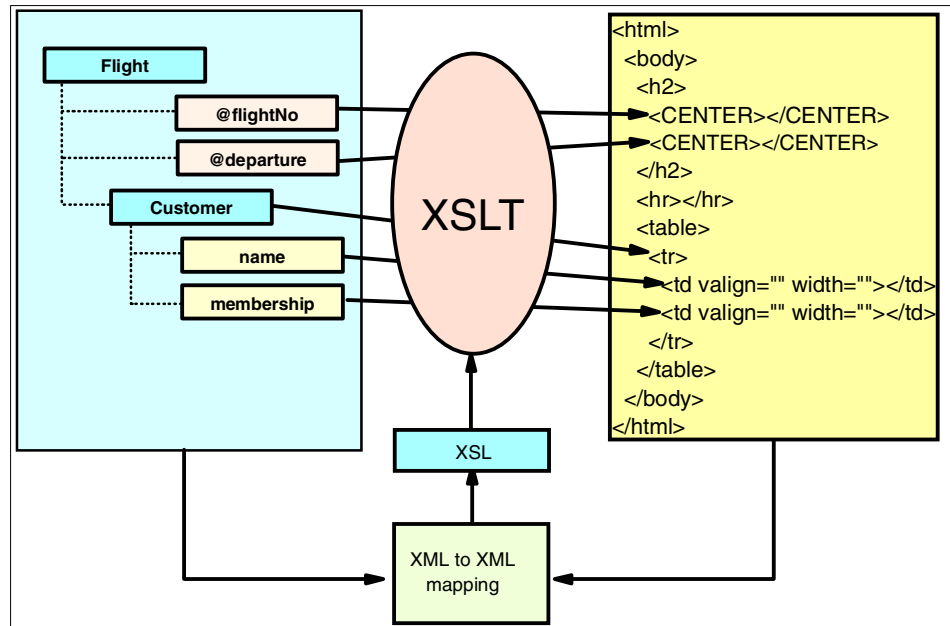 Flight
@flightNo
@departure
Customer
name
membership
XSLT
<html>
<body>
<h2>
<CENTER></CENTER>
<CENTER></CENTER>
</h2>
<hr></hr>
<table>
<tr>
<td valign="" width=""></td>
<td valign="" width=""></td>
</tr>
</table>
</body>
</html>
XSL
XML to XML
mapping